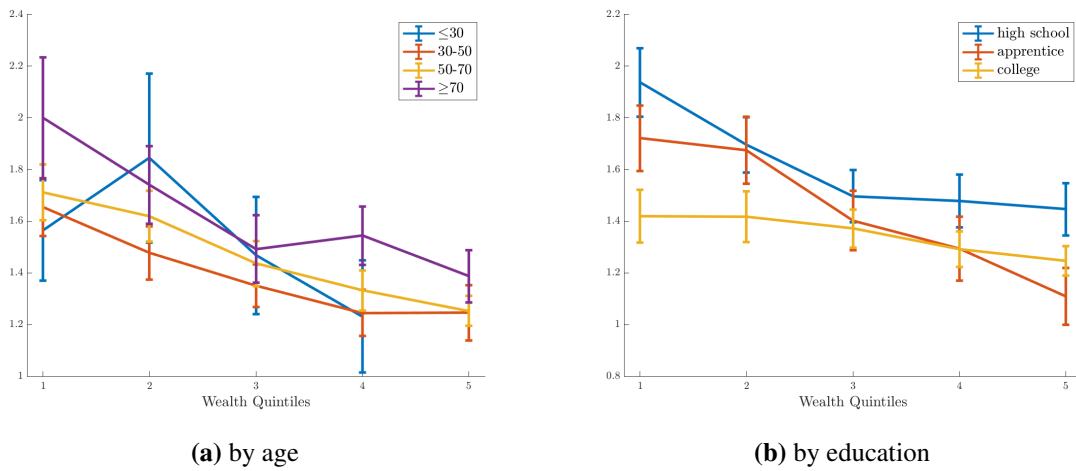 2.4
2.2
2
1.8
1.6
1.4
1.2
1
1 2 3 4 5
Wealth Quintiles
≤30
30-50
50-70
≥70
(a) by age
2.2
2
1.8
1.6
1.4
1.2
1
0.8
1 2 3 4 5
Wealth Quintiles
high school
apprentice
college
(b) by education